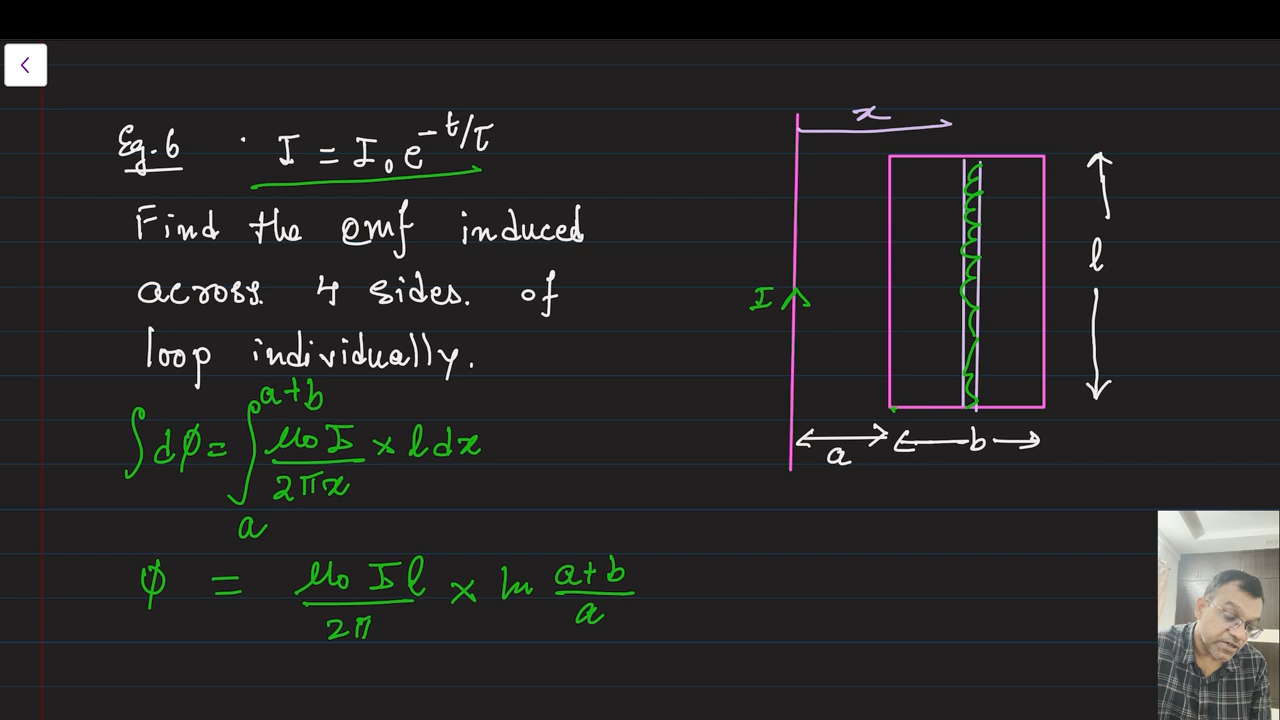 Eg.6 I = I₀ e^(-t/τ)
Find the emf induced
across 4 sides. of
loop individually.
∫dφ = ∫ₐ^(a+b) μ₀I/2πx × l dx
φ = μ₀Il/2π × ln (a+b)/a
x
I
l
a
b